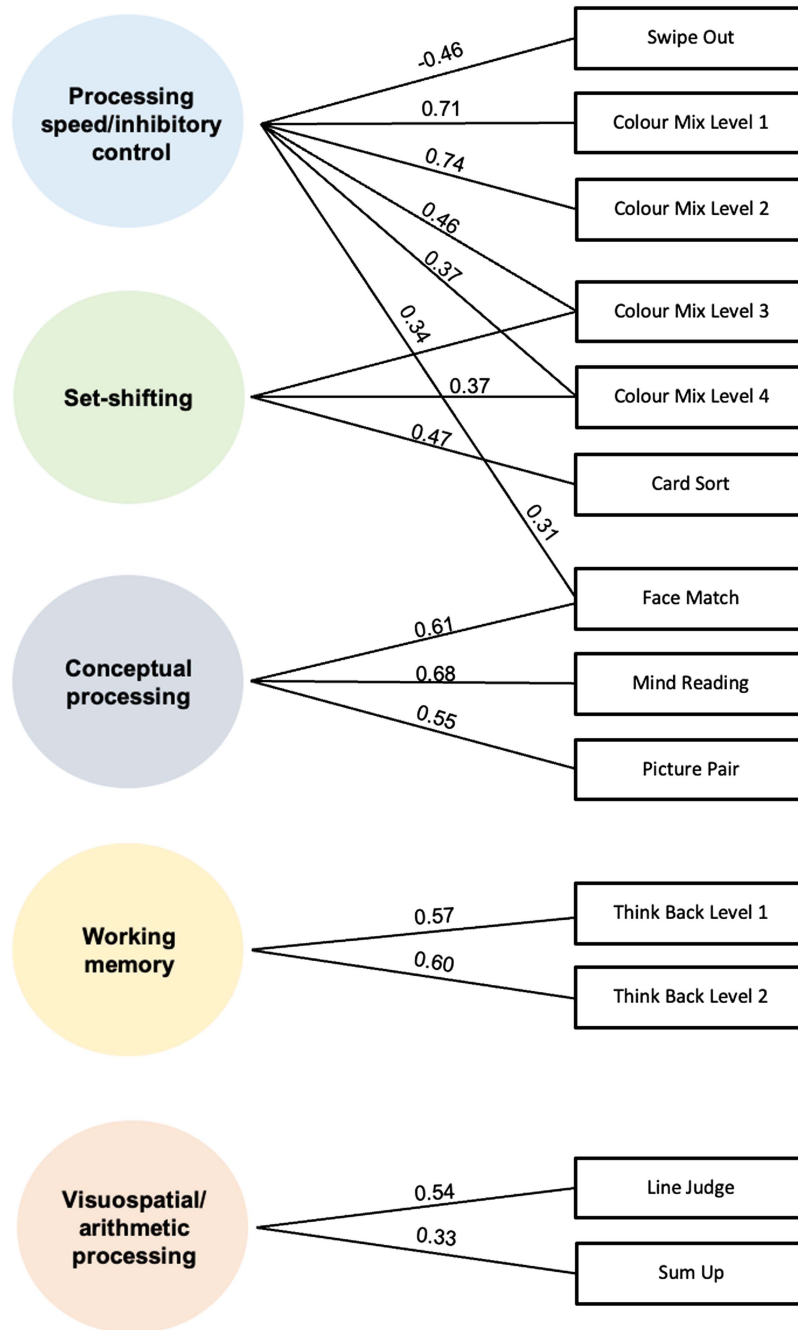 Processing
speed/inhibitory
control
-0.46
0.71
0.74
0.46
0.37
0.34
0.31
Swipe Out
Colour Mix Level 1
Colour Mix Level 2
Colour Mix Level 3
Colour Mix Level 4
Card Sort
Set-shifting
0.37
0.47
Conceptual
processing
0.61
0.68
0.55
Face Match
Mind Reading
Picture Pair
Working
memory
0.57
0.60
Think Back Level 1
Think Back Level 2
Visuospatial/
arithmetic
processing
0.54
0.33
Line Judge
Sum Up